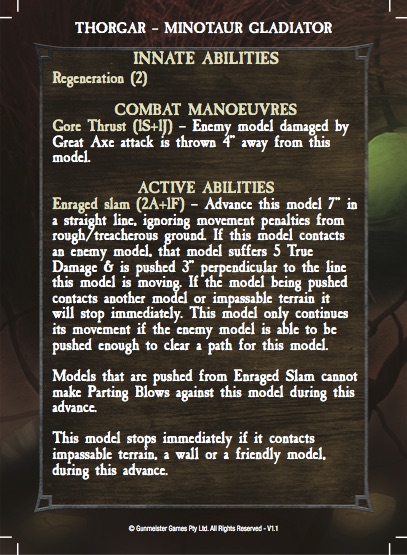 THORGAR - MINOTAUR GLADIATOR
INNATE ABILITIES
Regeneration (2)
COMBAT MANOEUVRES
Gore Thrust (1S+1J) – Enemy model damaged by
Great Axe attack is thrown 4" away from this
model.
ACTIVE ABILITIES
Enraged slam (2A+1F) – Advance this model 7" in
a straight line, ignoring movement penalties from
rough/treacherous ground. If this model contacts
an enemy model, that model suffers 5 True
Damage & is pushed 3" perpendicular to the line
this model is moving. If the model being pushed
contacts another model or impassable terrain it
will stop immediately. This model only continues
its movement if the enemy model is able to be
pushed enough to clear a path for this model.
Models that are pushed from Enraged Slam cannot
make Parting Blows against this model during this
advance.
This model stops immediately if it contacts
impassable terrain, a wall or a friendly model,
during this advance.
© Gunmeister Games Pty Ltd. All Rights Reserved - V1.1